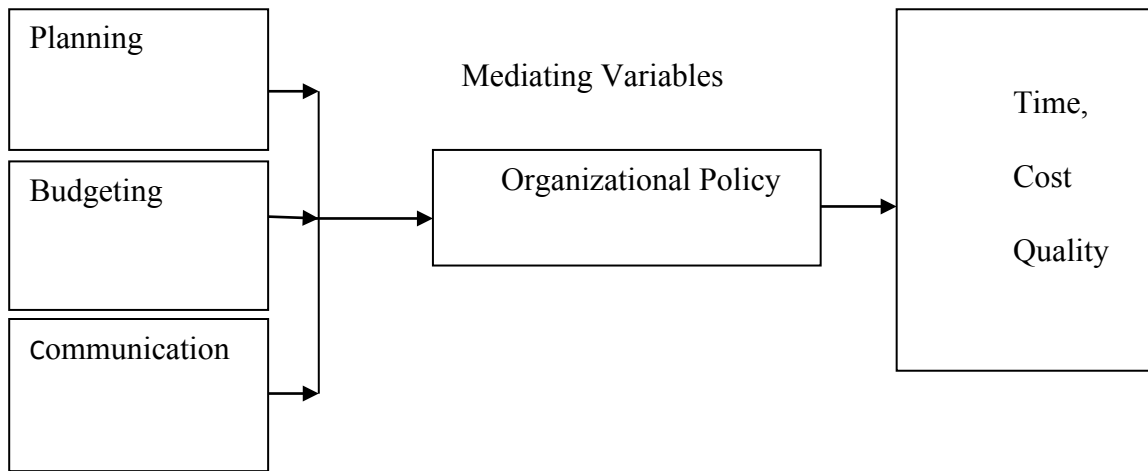 Planning
Mediating Variables
Time,
Budgeting
Organizational Policy
Cost
Quality
Communication